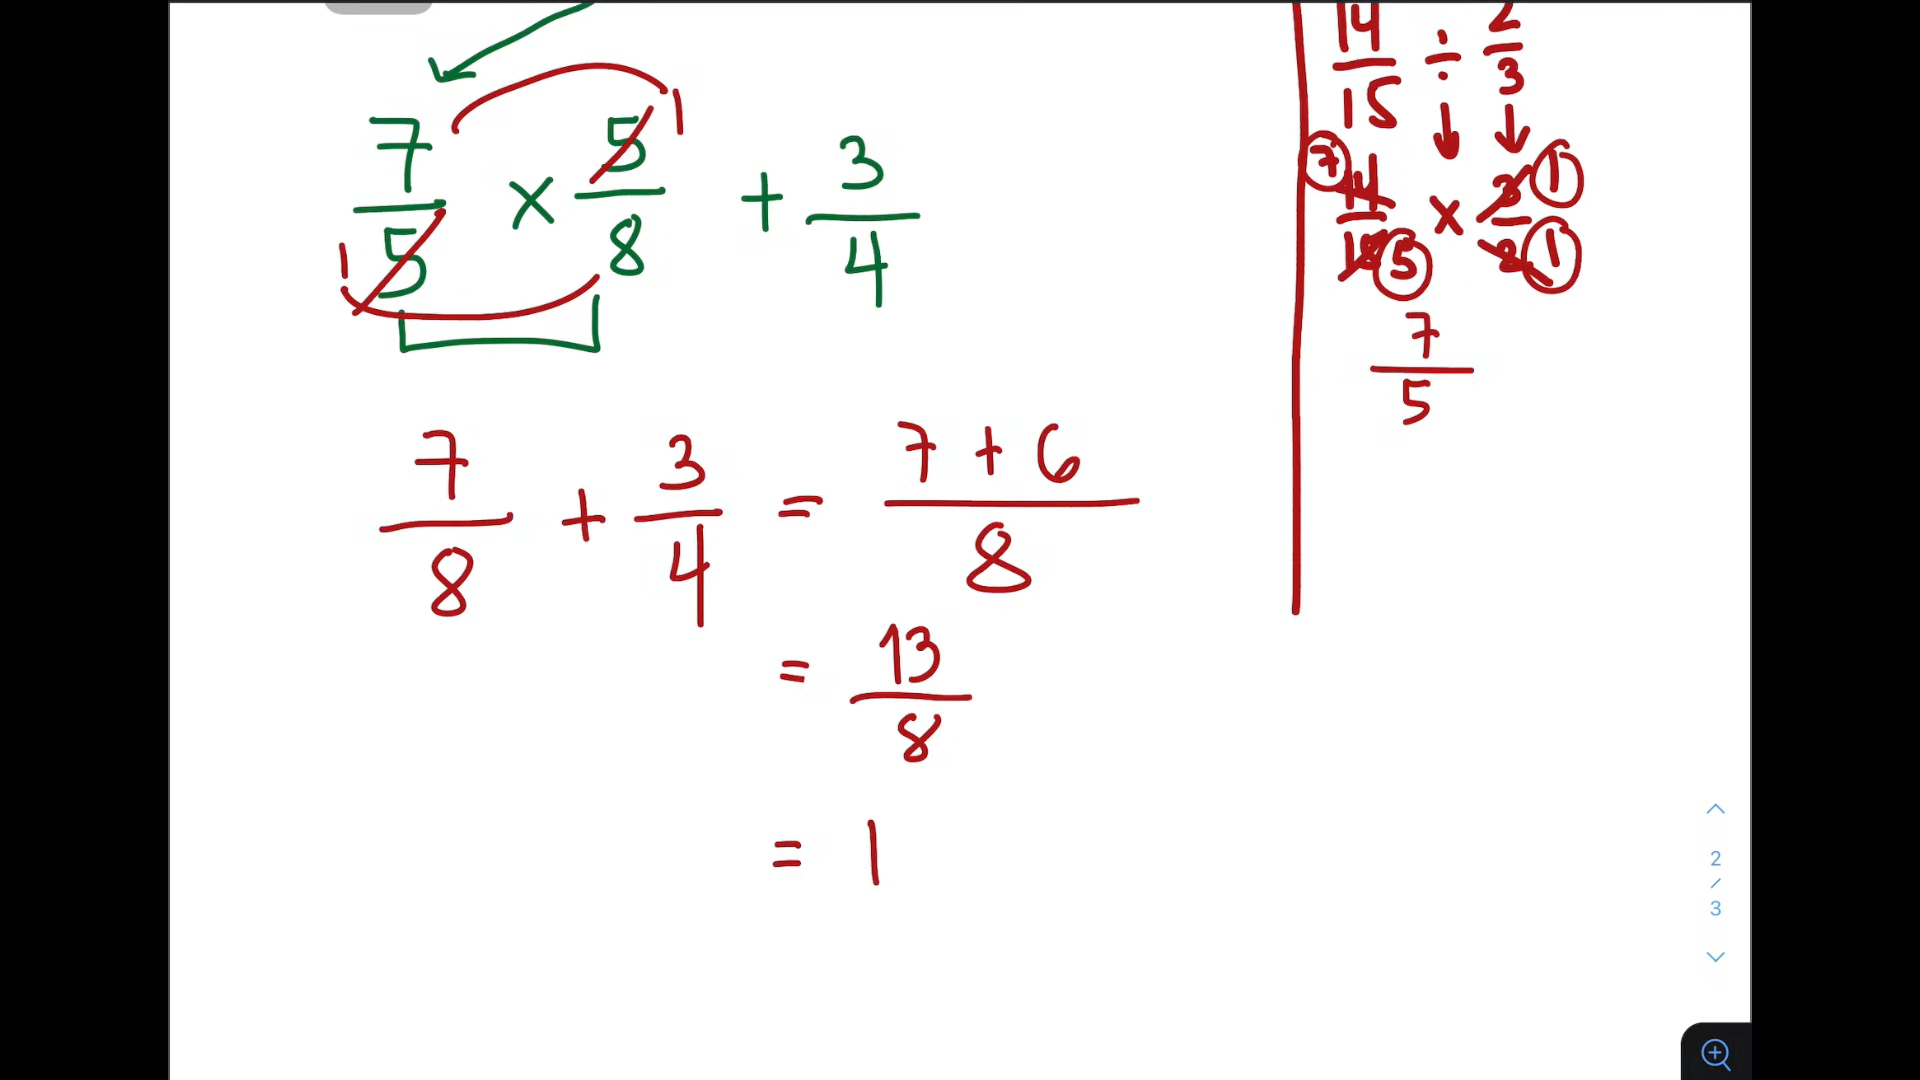 7/5 × 5/8 + 3/4
1 1
7/8 + 3/4 = 7 + 6/8
= 13/8
= 1
14/15 ÷ 2/3
14/15 × 3/2
7 5 1 1
7/5
2
/
3